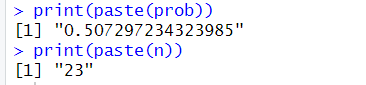 > print(paste(prob))
[1] "0.507297234323985"
> print(paste(n))
[1] "23"